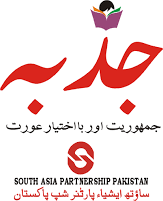 جذبہ
جمہوریت اور بااختیار عورت
SOUTH ASIA PARTNERSHIP PAKISTAN
ساؤتھ ایشیاء پارٹنر شپ پاکستان